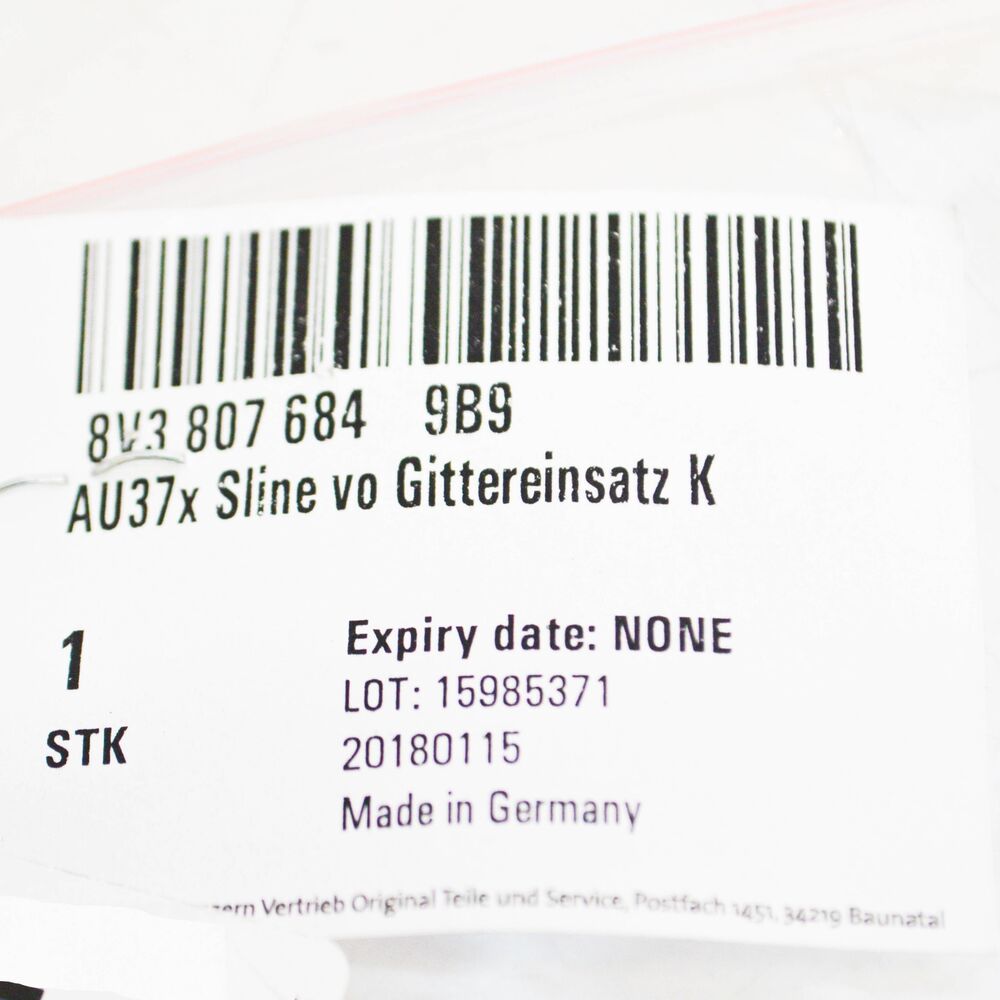 8V3 807 684 9B9
AU37x Sline vo Gittereinsatz K
1
STK
Expiry date: NONE
LOT: 15985371
20180115
Made in Germany
Vertrieb Original Teile und Service, Postfach 1451, 34219 Baunatal